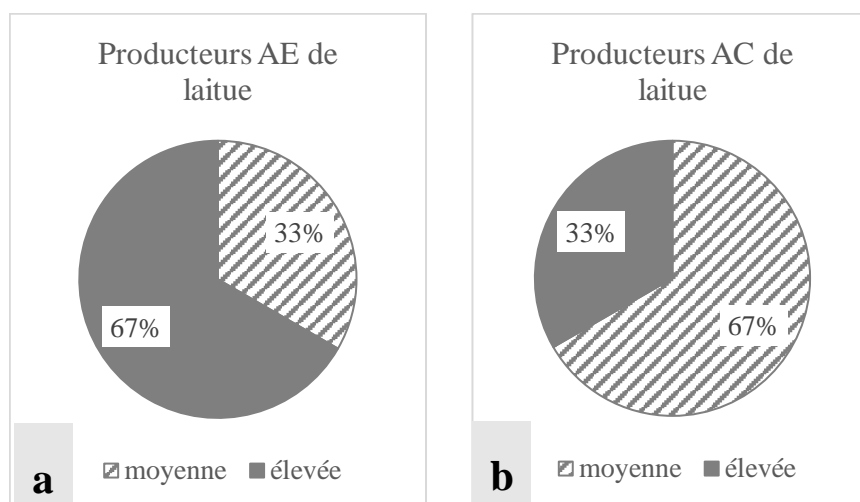 Producteurs AE de
laitue
33%
67%
a
moyenne élevée
Producteurs AC de
laitue
33%
67%
b
moyenne élevée